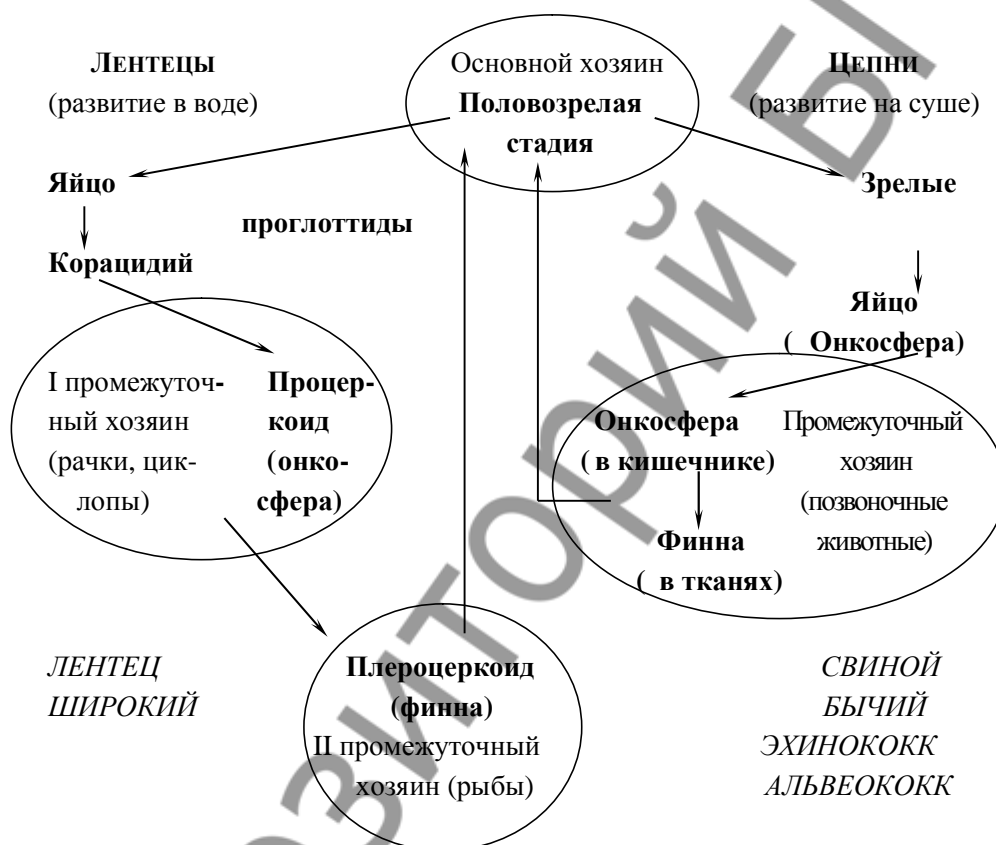 ЛЕНТЕЦЫ
(развитие в воде)
Основной хозяин
Половозрелая
стадия
ЦЕПНИ
(развитие на суше)
Яйцо
Зрелые
проглоттиды
Корацидий
Яйцо
( Онкосфера)
I промежуточ-
ный хозяин
(рачки, цик-
лопы)
Процер-
коид
(онко-
сфера)
Онкосфера
( в кишечнике)
Финна
( в тканях)
Промежуточный
хозяин
(позвоночные
животные)
ЛЕНТЕЦ
ШИРОКИЙ
Плероцеркоид
(финна)
II промежуточный
хозяин (рыбы)
СВИНОЙ
БЫЧИЙ
ЭХИНОКОКК
АЛЬВЕОКОКК